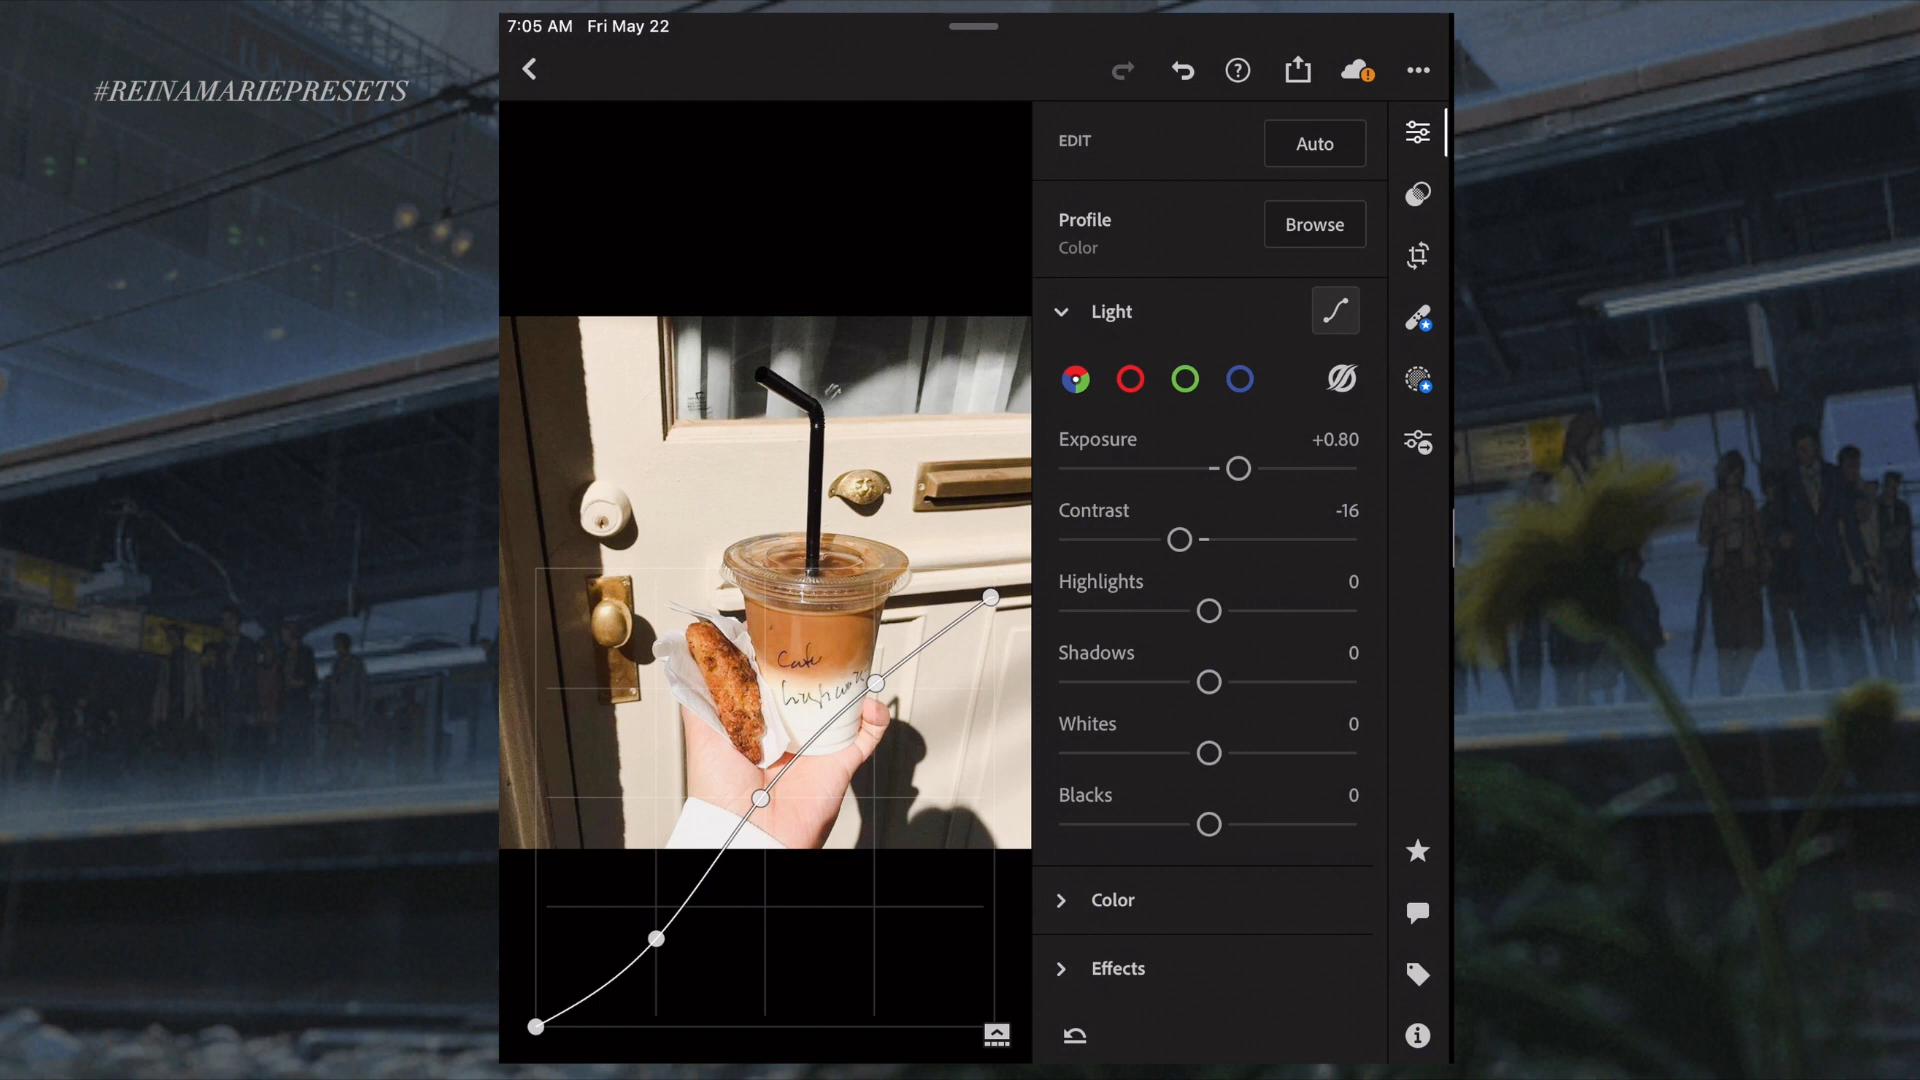 7:05 AM Fri May 22
#REINAMARIEPRESETS
EDIT
Auto
Profile
Color
Browse
Light
Exposure +0.80
Contrast -16
Highlights 0
Shadows 0
Whites 0
Blacks 0
Color
Effects
Cafe